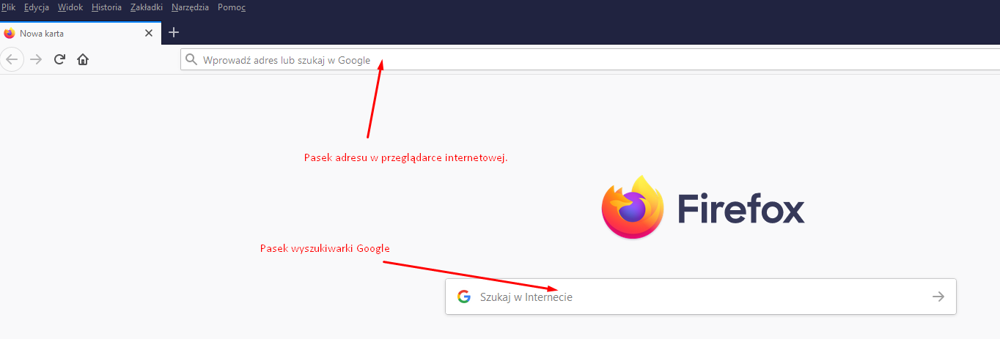 Plik Edycja Widok Historia Zakładki Narzędzia Pomoc
Nowa karta
Wprowadź adres lub szukaj w Google
Pasek adresu w przeglądarce internetowej.
Firefox
Pasek wyszukiwarki Google
Szukaj w Internecie